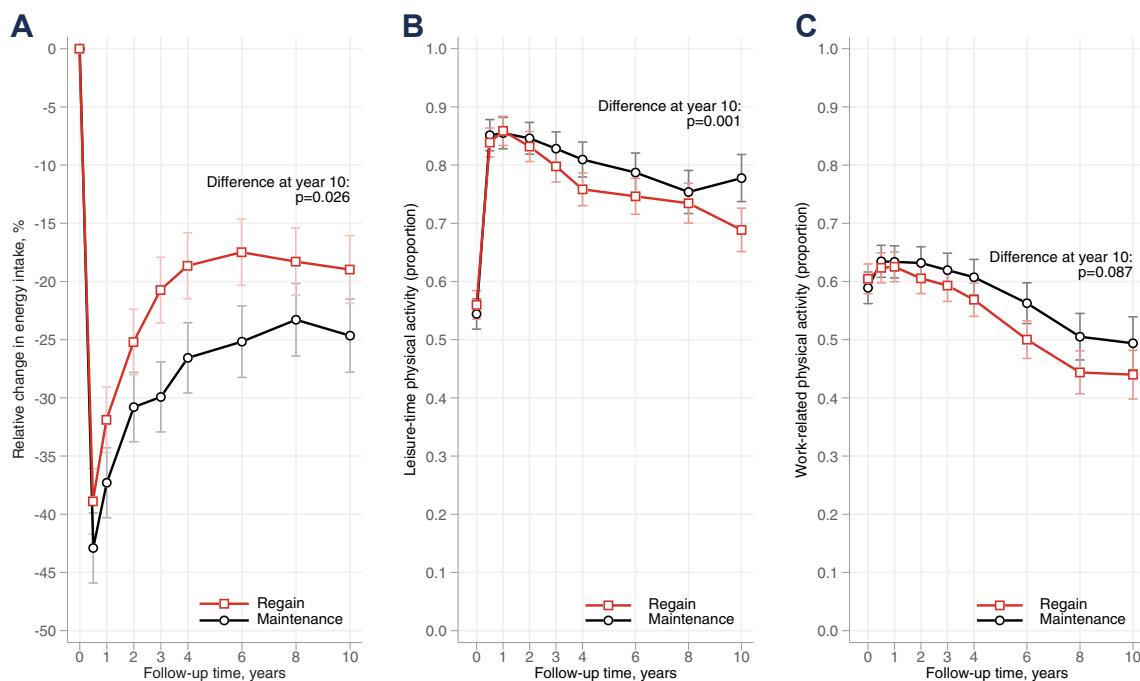 A
Relative change in energy intake, %
0
-5
-10
-15
-20
-25
-30
-35
-40
-45
-50
Difference at year 10:
p=0.026
Regain
Maintenance
0 1 2 3 4 6 8 10
Follow-up time, years
B
Leisure-time physical activity (proportion)
1.0
0.9
0.8
0.7
0.6
0.5
0.4
0.3
0.2
0.1
0.0
Difference at year 10:
p=0.001
Regain
Maintenance
0 1 2 3 4 6 8 10
Follow-up time, years
C
Work-related physical activity (proportion)
1.0
0.9
0.8
0.7
0.6
0.5
0.4
0.3
0.2
0.1
0.0
Difference at year 10:
p=0.087
Regain
Maintenance
0 1 2 3 4 6 8 10
Follow-up time, years